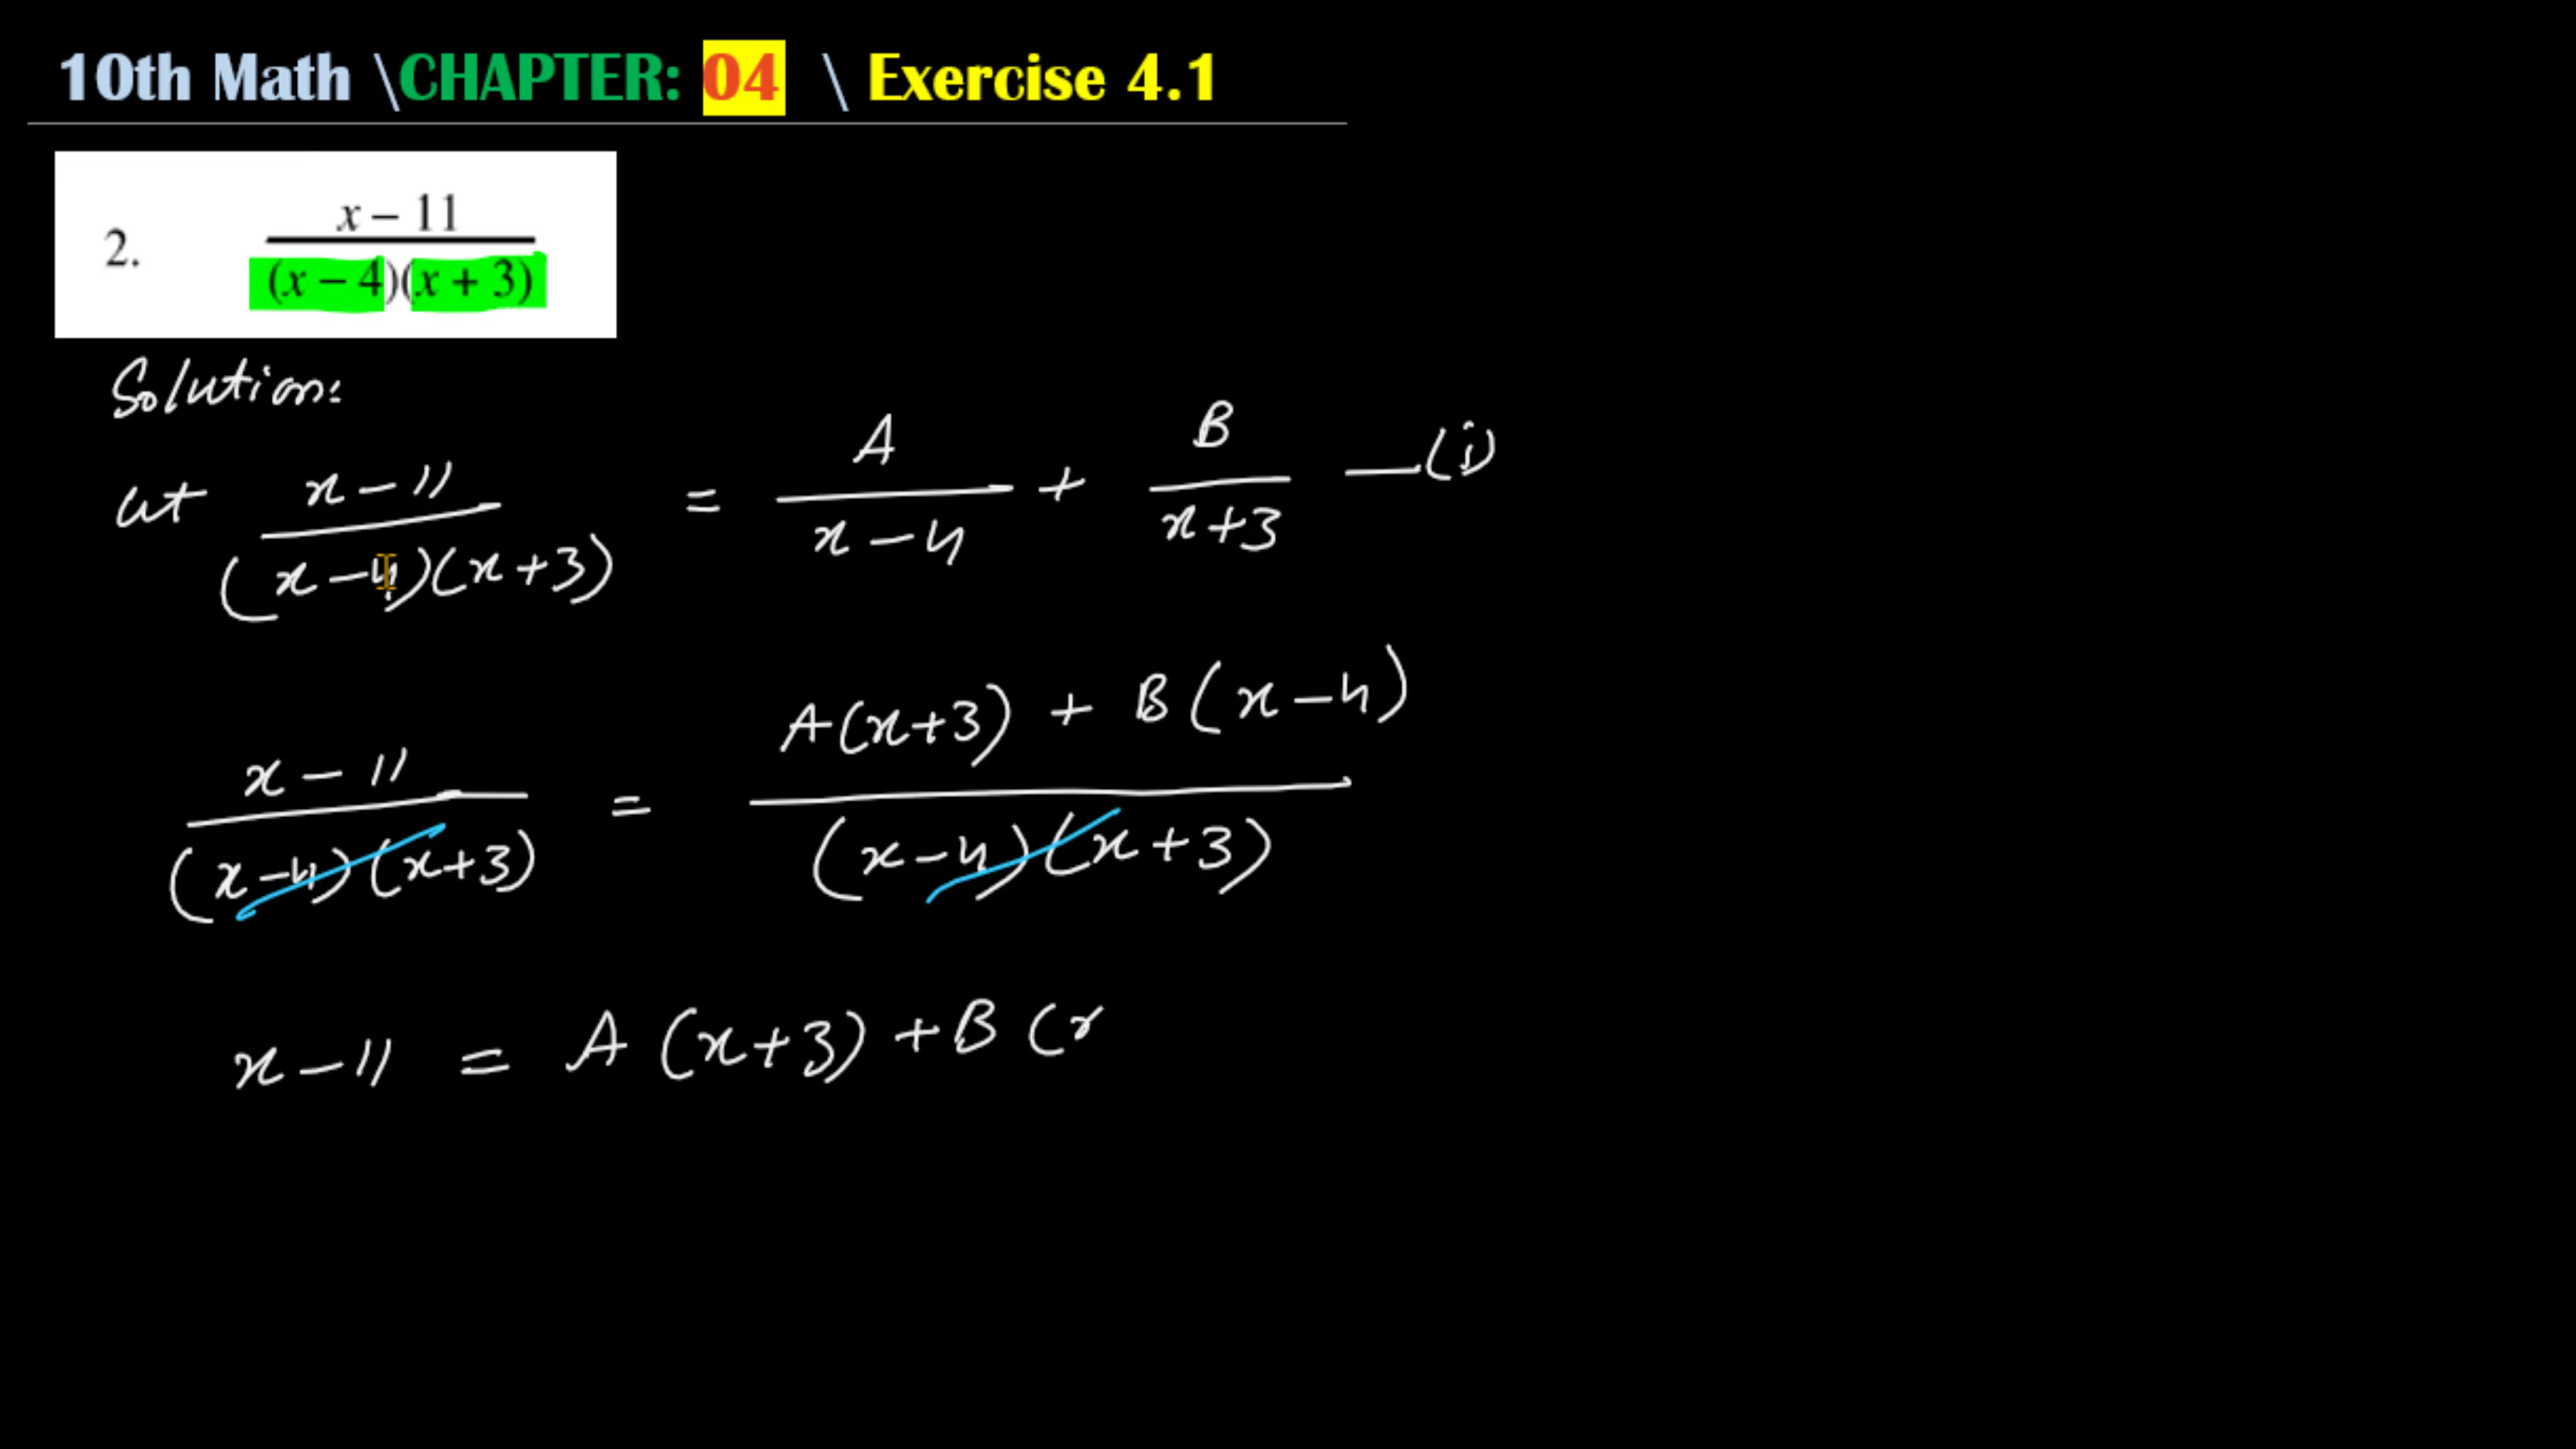 10th Math \CHAPTER: 04 \ Exercise 4.1
2. x – 11
(x – 4)(x + 3)
Solution:
Let x - 11 / (x - 4)(x + 3) = A / x - 4 + B / x + 3 —(i)
x - 11 / (x - 4)(x + 3) = A(x + 3) + B(x - 4) / (x - 4)(x + 3)
x - 11 = A (x + 3) + B (x